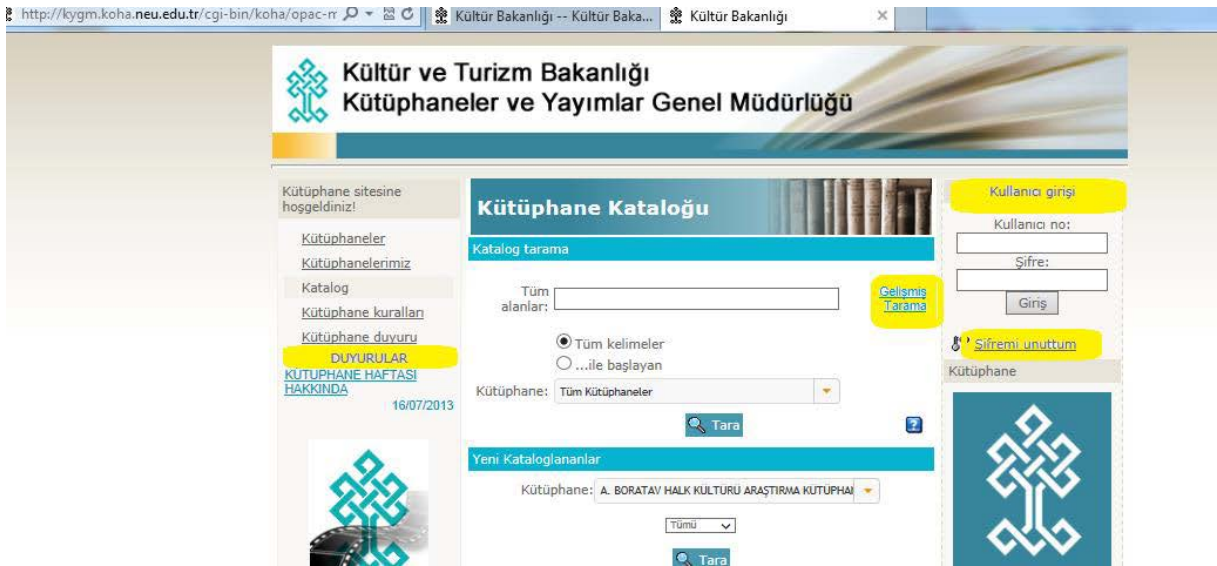 http://kygm.koha.neu.edu.tr/cgi-bin/koha/opac-m
Kültür Bakanlığı -- Kültür Baka...
Kültür Bakanlığı
Kültür ve Turizm Bakanlığı
Kütüphaneler ve Yayımlar Genel Müdürlüğü
Kütüphane sitesine
hoşgeldiniz!
Kütüphaneler
Kütüphanelerimiz
Katalog
Kütüphane kuralları
Kütüphane duyuru
DUYURULAR
KÜTÜPHANE HAFTASI
HAKKINDA
16/07/2013
Kütüphane Kataloğu
Katalog tarama
Tüm
alanlar:
Gelişmiş
Tarama
Tüm kelimeler
...ile başlayan
Kütüphane: Tüm Kütüphaneler
Tara
Yeni Kataloglananlar
Kütüphane: A. BORATAV HALK KÜLTÜRÜ ARAŞTIRMA KÜTÜPHAI
Tümü
Tara
Kullanıcı girişi
Kullanıcı no:
Şifre:
Giriş
Şifremi unuttum
Kütüphane